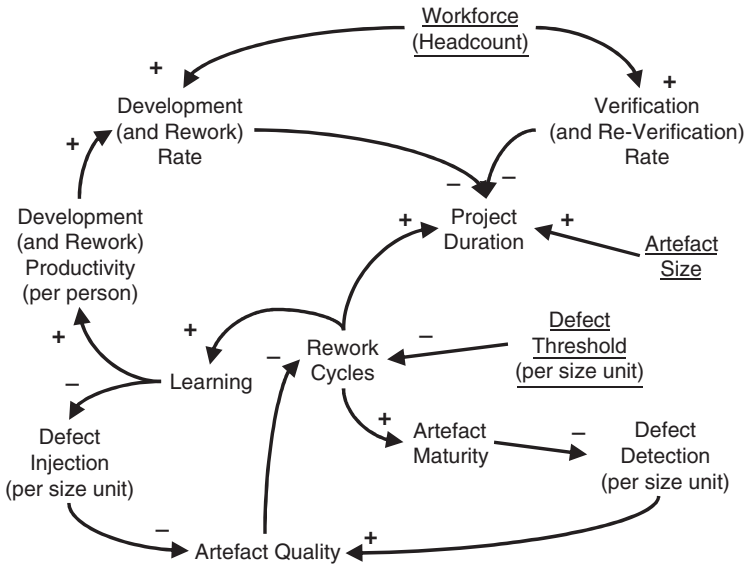 Workforce
(Headcount)
+
+
Development
(and Rework)
Rate
Verification
(and Re-Verification)
Rate
+
–
–
Development
(and Rework)
Productivity
(per person)
+
Project
Duration
+
Artefact
Size
+
+
–
Rework
Cycles
–
Defect
Threshold
(per size unit)
–
Learning
+
Artefact
Maturity
–
Defect
Detection
(per size unit)
Defect
Injection
(per size unit)
–
Artefact Quality
+